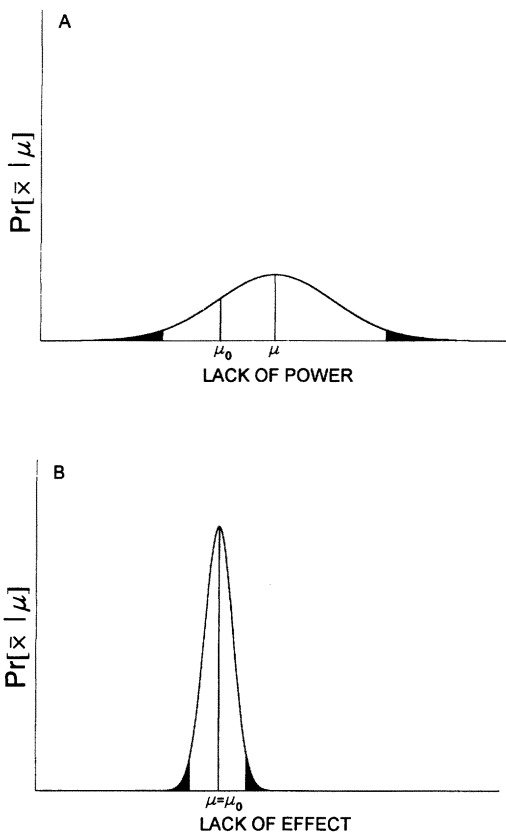 A
Pr[x̄ | μ]
μ₀ μ
LACK OF POWER
B
Pr[x̄ | μ]
μ=μ₀
LACK OF EFFECT